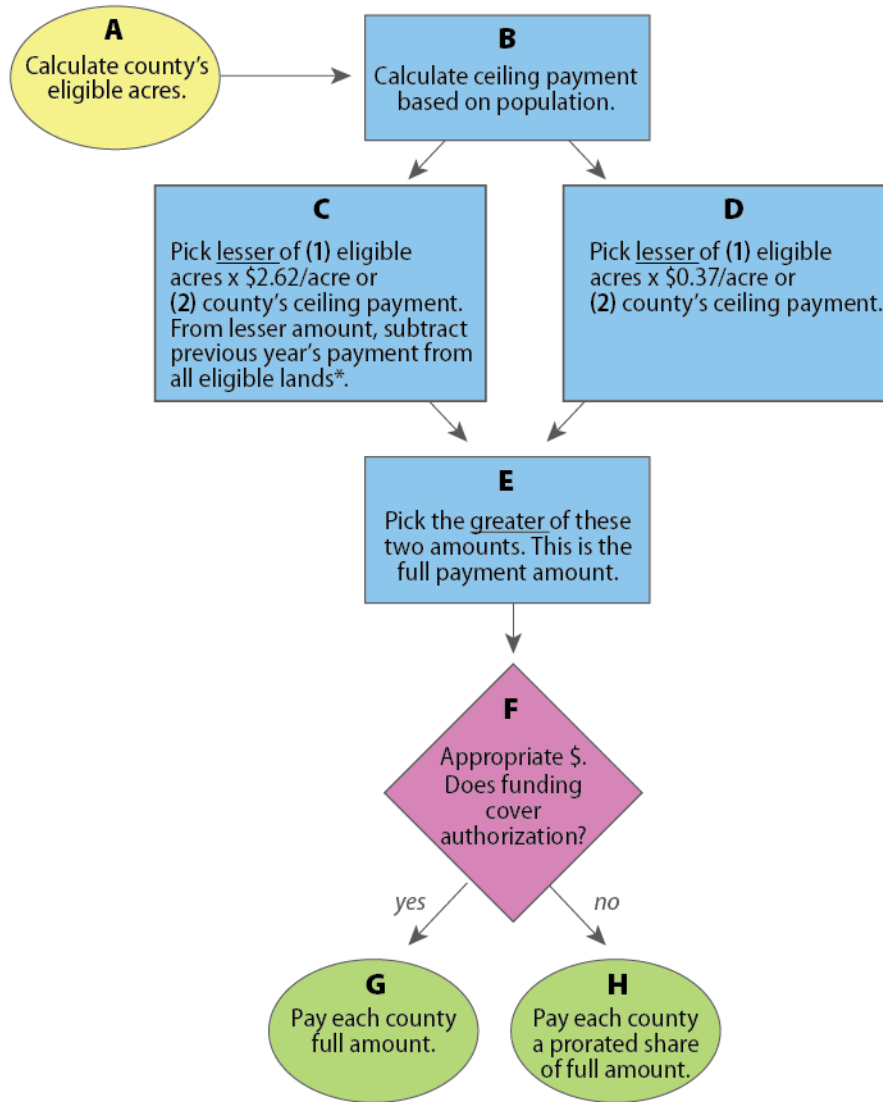 A
Calculate county's
eligible acres.
B
Calculate ceiling payment
based on population.
C
Pick lesser of (1) eligible
acres x $2.62/acre or
(2) county's ceiling payment.
From lesser amount, subtract
previous year's payment from
all eligible lands*.
D
Pick lesser of (1) eligible
acres x $0.37/acre or
(2) county's ceiling payment.
E
Pick the greater of these
two amounts. This is the
full payment amount.
F
Appropriate $.
Does funding
cover
authorization?
yes
no
G
Pay each county
full amount.
H
Pay each county
a prorated share
of full amount.